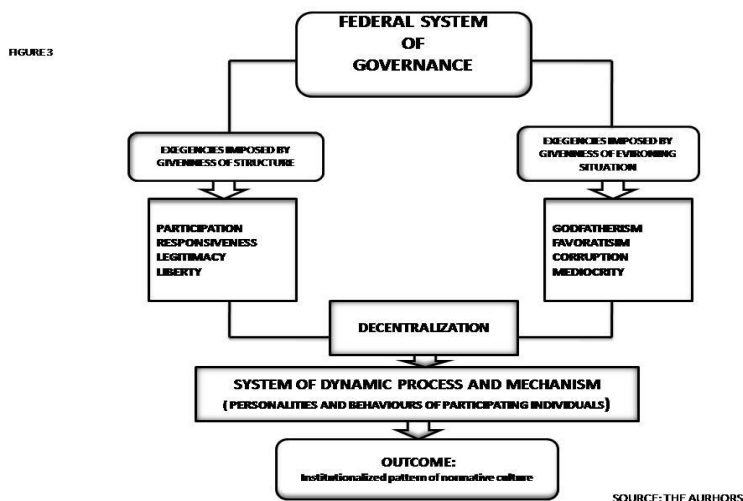 FIGURE 3
FEDERAL SYSTEM
OF
GOVERNANCE
EXEGENCIES IMPOSED BY
GIVENNESS OF STRUCTURE
EXEGENCIES IMPOSED BY
GIVENNESS OF EVIRONING
SITUATION
PARTICIPATION
RESPONSIVENESS
LEGITIMACY
LIBERTY
GODFATHERISM
FAVORATISIM
CORRUPTION
MEDIOCRITY
DECENTRALIZATION
SYSTEM OF DYNAMIC PROCESS AND MECHANISM
( PERSONALITIES AND BEHAVIOURS OF PARTICIPATING INDIVIDUALS)
OUTCOME:
Institutionalized pattern of normative culture
SOURCE: THE AURHORS